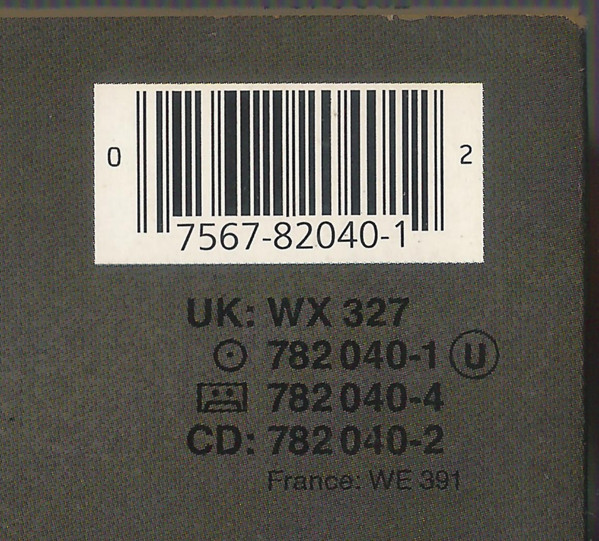 0 7567-82040-1 2
UK: WX 327
782 040-1 U
782 040-4
CD: 782 040-2
France: WE 391